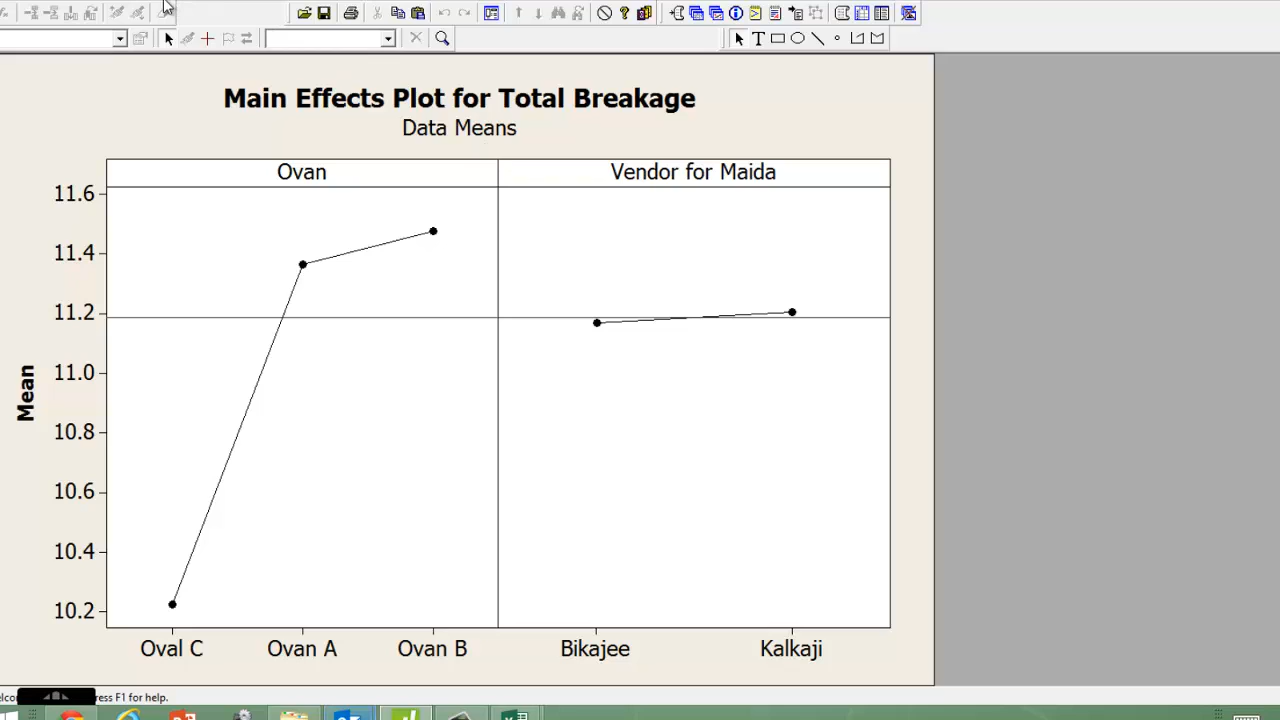 Main Effects Plot for Total Breakage
Data Means
Ovan
Vendor for Maida
11.6
11.4
11.2
11.0
10.8
10.6
10.4
10.2
Mean
Oval C
Ovan A
Ovan B
Bikajee
Kalkaji
ress F1 for help.